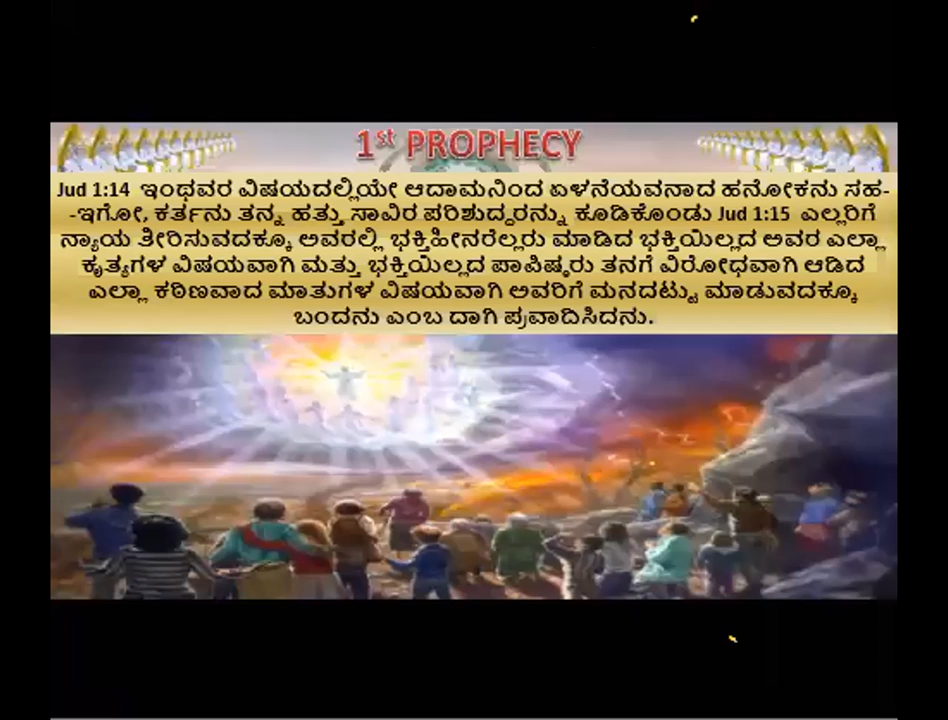 1st PROPHECY
Jud 1:14 ಇಂಥವರ ವಿಷಯದಲ್ಲಿಯೇ ಆದಾಮನಿಂದ ಏಳನೆಯವನಾದ ಹನೋಕನು ಸಹ-
-ಇಗೋ, ಕರ್ತನು ತನ್ನ ಹತ್ತು ಸಾವಿರ ಪರಿಶುದ್ಧರನ್ನು ಕೂಡಿಕೊಂಡು Jud 1:15 ಎಲ್ಲರಿಗೆ
ನ್ಯಾಯ ತೀರಿಸುವದಕ್ಕೂ ಅವರಲ್ಲಿ ಭಕ್ತಿಹೀನರೆಲ್ಲರು ಮಾಡಿದ ಭಕ್ತಿಯಿಲ್ಲದ ಅವರ ಎಲ್ಲಾ
ಕೃತ್ಯಗಳ ವಿಷಯವಾಗಿ ಮತ್ತು ಭಕ್ತಿಯಿಲ್ಲದ ಪಾಪಿಷ್ಠರು ತನಗೆ ವಿರೋಧವಾಗಿ ಆಡಿದ
ಎಲ್ಲಾ ಕಠಿಣವಾದ ಮಾತುಗಳ ವಿಷಯವಾಗಿ ಅವರಿಗೆ ಮನದಟ್ಟು ಮಾಡುವದಕ್ಕೂ
ಬಂದನು ಎಂಬ ದಾಗಿ ಪ್ರವಾದಿಸಿದನು.